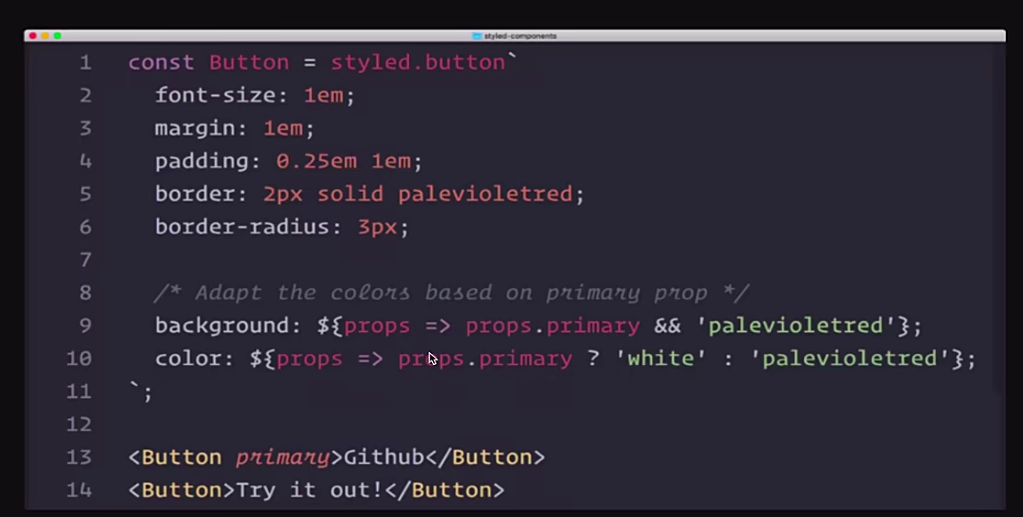 styled-components
1 const Button = styled.button`
2 font-size: 1em;
3 margin: 1em;
4 padding: 0.25em 1em;
5 border: 2px solid palevioletred;
6 border-radius: 3px;
7
8 /* Adapt the colors based on primary prop */
9 background: ${props => props.primary && 'palevioletred'};
10 color: ${props => props.primary ? 'white' : 'palevioletred'};
11 `;
12
13 <Button primary>Github</Button>
14 <Button>Try it out!</Button>